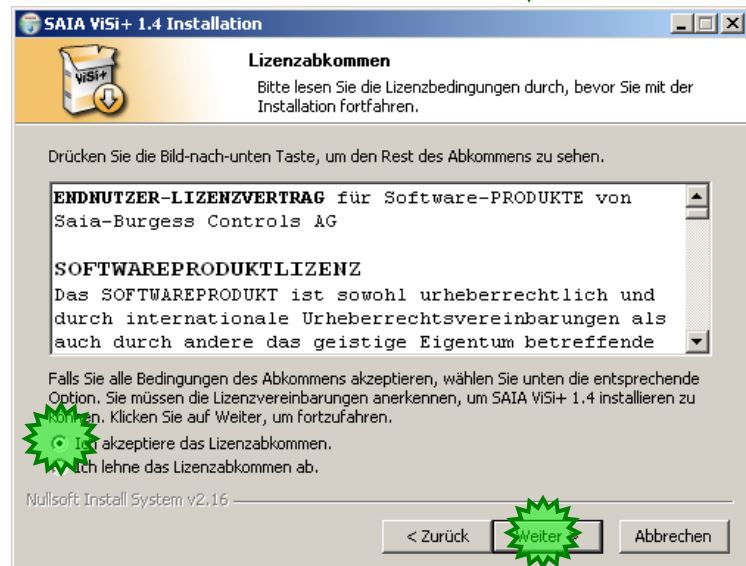 SAIA ViSi+ 1.4 Installation
ViSi+
Lizenzabkommen
Bitte lesen Sie die Lizenzbedingungen durch, bevor Sie mit der
Installation fortfahren.
Drücken Sie die Bild-nach-unten Taste, um den Rest des Abkommens zu sehen.
ENDNUTZER-LIZENZVERTRAG für Software-PRODUKTE von
Saia-Burgess Controls AG
SOFTWAREPRODUKTLIZENZ
Das SOFTWAREPRODUKT ist sowohl urheberrechtlich und
durch internationale Urheberrechtsvereinbarungen als
auch durch andere das geistige Eigentum betreffende
Falls Sie alle Bedingungen des Abkommens akzeptieren, wählen Sie unten die entsprechende
Option. Sie müssen die Lizenzvereinbarungen anerkennen, um SAIA ViSi+ 1.4 installieren zu
können. Klicken Sie auf Weiter, um fortzufahren.
Ich akzeptiere das Lizenzabkommen.
Ich lehne das Lizenzabkommen ab.
Nullsoft Install System v2.16
< Zurück
Weiter >
Abbrechen